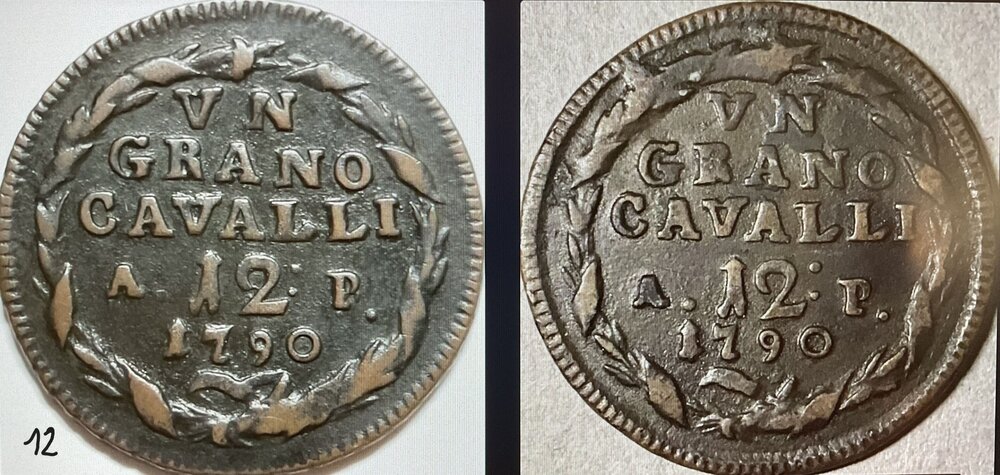 VN
GRANO
CAVALLI
A . 12 : P .
1790
12
VN
GRANO
CAVALLI
A . 12 : P .
1790